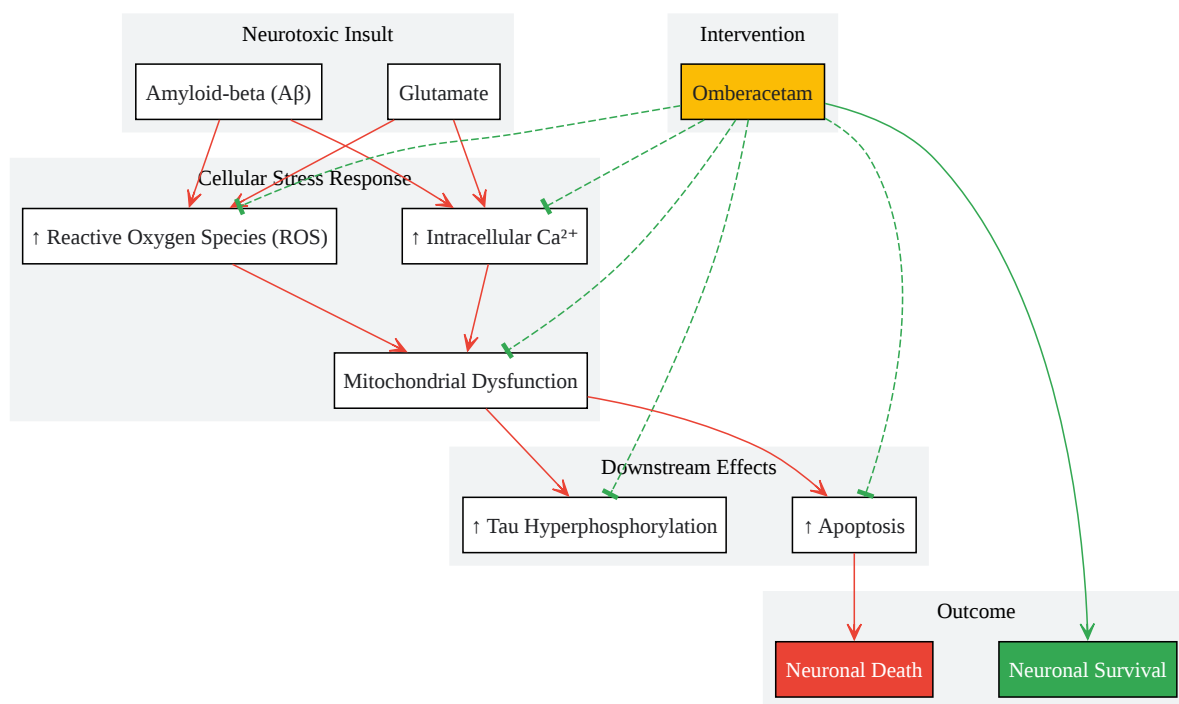 Neurotoxic Insult
Intervention
Amyloid-beta (Aβ)
Glutamate
Omberacetam
Cellular Stress Response
↑ Reactive Oxygen Species (ROS)
↑ Intracellular Ca²⁺
Mitochondrial Dysfunction
Downstream Effects
↑ Tau Hyperphosphorylation
↑ Apoptosis
Outcome
Neuronal Death
Neuronal Survival